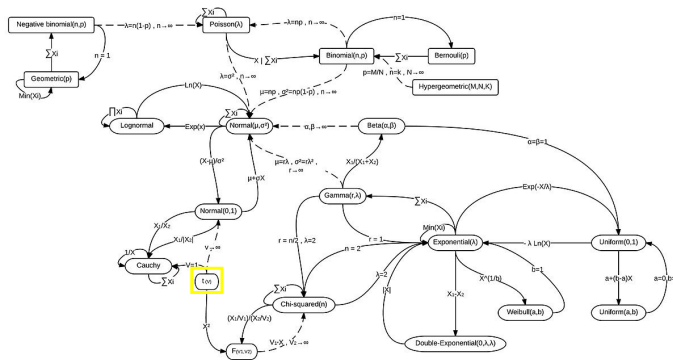 Negative binomial(n,p)
λ=n(1-p) , n→∞
∑Xi
Poisson(λ)
λ=np, n→∞
n=1
∑Xi
n = 1
X | ∑Xi
Binomial(n,p)
∑Xi
Bernouli(p)
Geometric(p)
Min(Xi)
λ=σ² , n→∞
μ=np , σ²=np(1-p) , n→∞
p=M/N , n=k , N→∞
Hypergeometric(M,N,K)
Ln(X)
∏Xi
Lognormal
Exp(x)
∑Xi
Normal(μ,σ²)
α,β→∞
Beta(α,β)
α=β=1
(X-μ)/σ²
μ+σX
μ=rλ , σ²=rλ² ,
r→∞
X₁/(X₁+X₂)
Gamma(r,λ)
∑Xi
Exp(-X/λ)
Normal(0,1)
X₁/X₂
X₁/|X₂|
r = n/2 , λ=2
n = 2
r = 1
Min(Xi)
Exponential(λ)
- λ Ln(X)
Uniform(0,1)
1/X
Cauchy
∑Xi
V=1
t(v)
∑Xi
Chi-squared(n)
λ=2
|X|
X^(1/b)
b=1
Weibull(a,b)
a+(b-a)X
Uniform(a,b)
X₁-X₂
X²
(X₁/V₁)/(X₂/V₂)
F(V1,V2)
Double-Exponential(0,λ,λ)